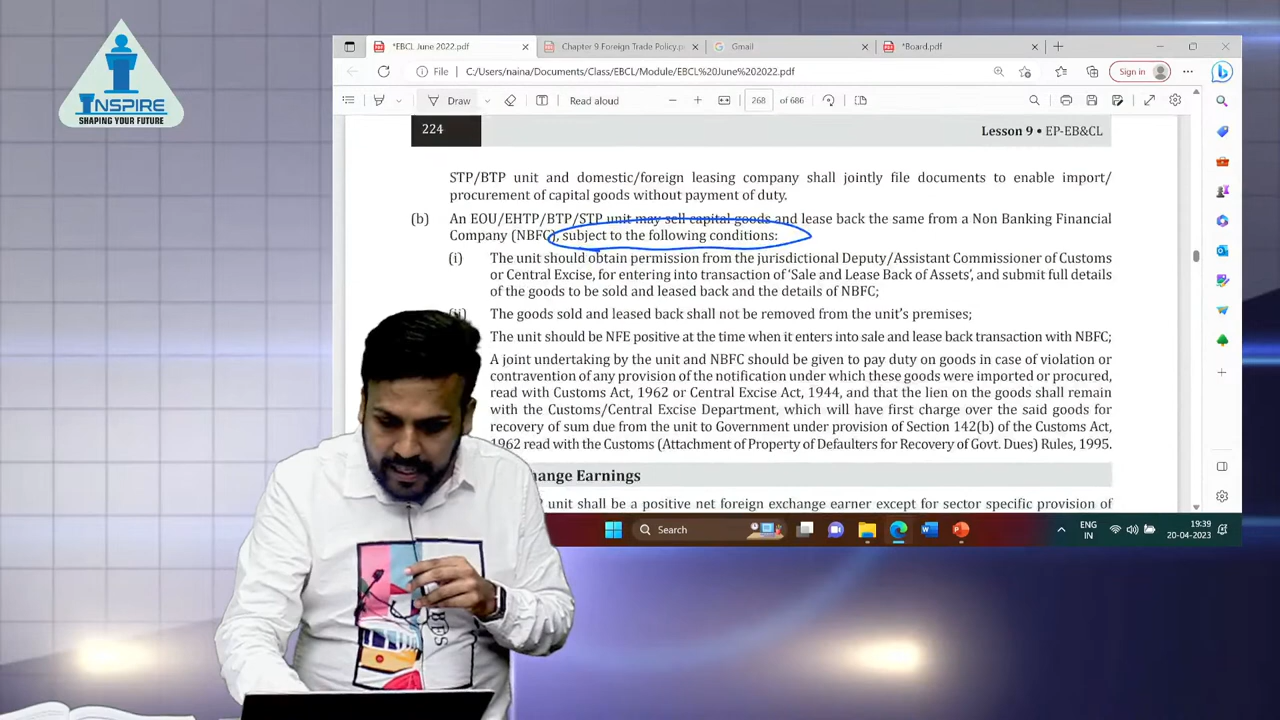 INSPIRE
SHAPING YOUR FUTURE
*EBCL June 2022.pdf
Chapter 9 Foreign Trade Policy.p
Gmail
*Board.pdf
File
C:/Users/naina/Documents/Class/EBCL/Module/EBCL%20June%202022.pdf
Sign in
Draw
Read aloud
268 of 686
224
Lesson 9 • EP-EB&CL
STP/BTP unit and domestic/foreign leasing company shall jointly file documents to enable import/
procurement of capital goods without payment of duty.
(b) An EOU/EHTP/BTP/STP unit may sell capital goods and lease back the same from a Non Banking Financial
Company (NBFC), subject to the following conditions:
(i) The unit should obtain permission from the jurisdictional Deputy/Assistant Commissioner of Customs
or Central Excise, for entering into transaction of ‘Sale and Lease Back of Assets’, and submit full details
of the goods to be sold and leased back and the details of NBFC;
The goods sold and leased back shall not be removed from the unit’s premises;
The unit should be NFE positive at the time when it enters into sale and lease back transaction with NBFC;
A joint undertaking by the unit and NBFC should be given to pay duty on goods in case of violation or
contravention of any provision of the notification under which these goods were imported or procured,
read with Customs Act, 1962 or Central Excise Act, 1944, and that the lien on the goods shall remain
with the Customs/Central Excise Department, which will have first charge over the said goods for
recovery of sum due from the unit to Government under provision of Section 142(b) of the Customs Act,
1962 read with the Customs (Attachment of Property of Defaulters for Recovery of Govt. Dues) Rules, 1995.
Earnings
unit shall be a positive net foreign exchange earner except for sector specific provision of
Search
ENG
IN
19:39
20-04-2023